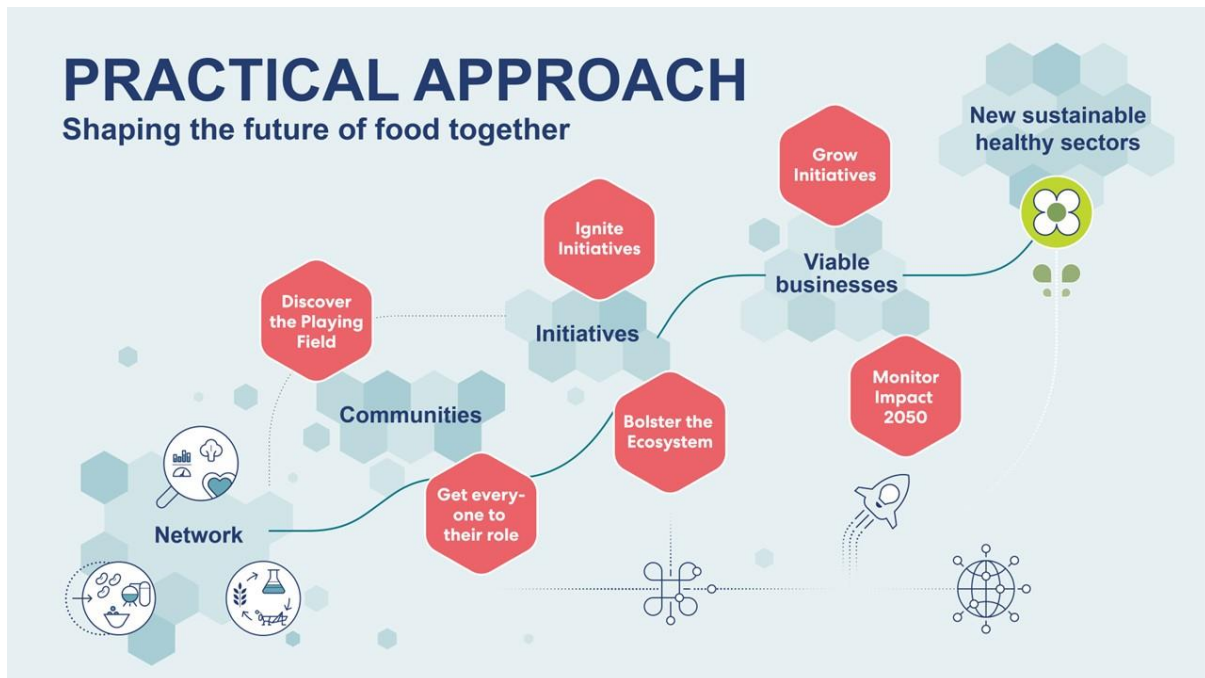 PRACTICAL APPROACH
Shaping the future of food together
New sustainable
healthy sectors
Grow
Initiatives
Ignite
Initiatives
Viable
businesses
Discover
the Playing
Field
Initiatives
Monitor
Impact
2050
Communities
Bolster the
Ecosystem
Get every-
one to
their role
Network